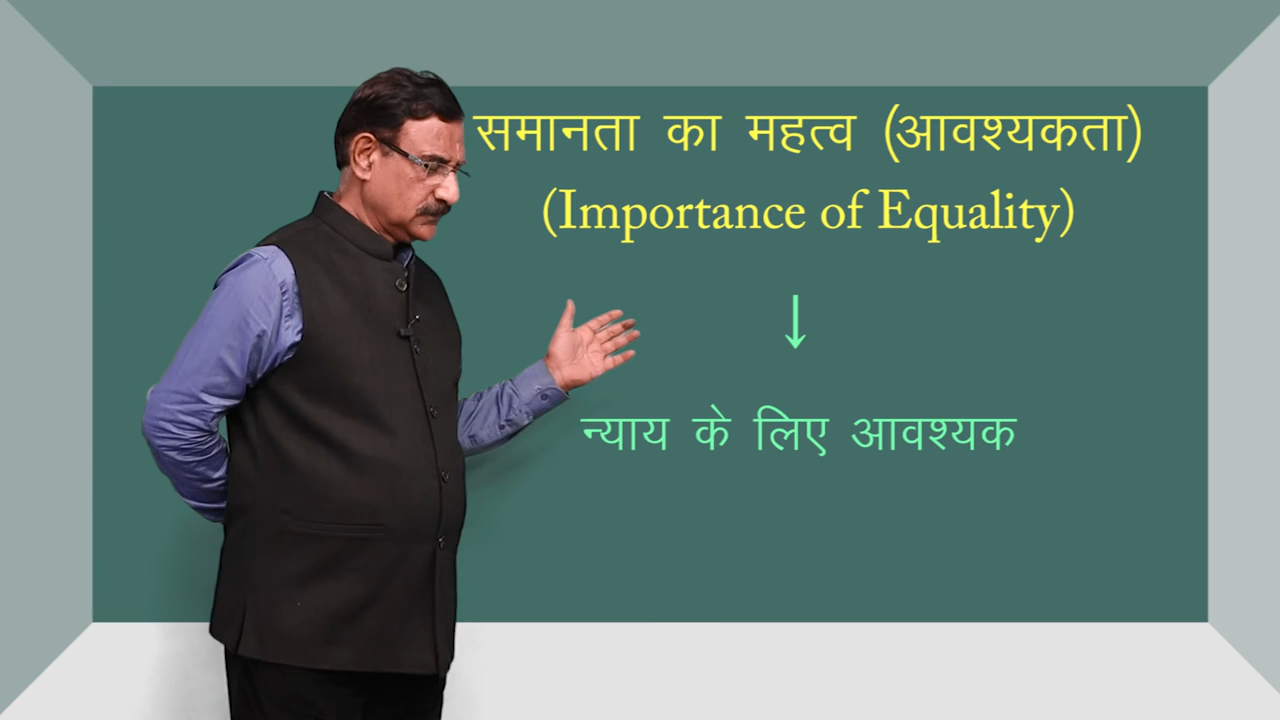 समानता का महत्व (आवश्यकता)
(Importance of Equality)
↓
न्याय के लिए आवश्यक